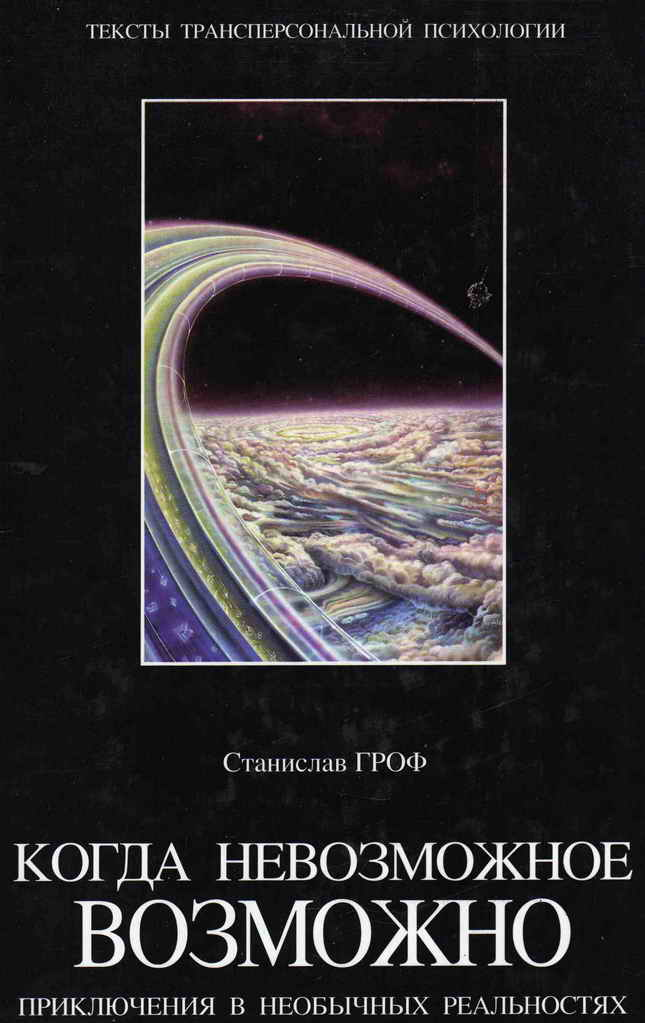 ТЕКСТЫ ТРАНСПЕРСОНАЛЬНОЙ ПСИХОЛОГИИ
Станислав ГРОФ
КОГДА НЕВОЗМОЖНОЕ
ВОЗМОЖНО
ПРИКЛЮЧЕНИЯ В НЕОБЫЧНЫХ РЕАЛЬНОСТЯХ